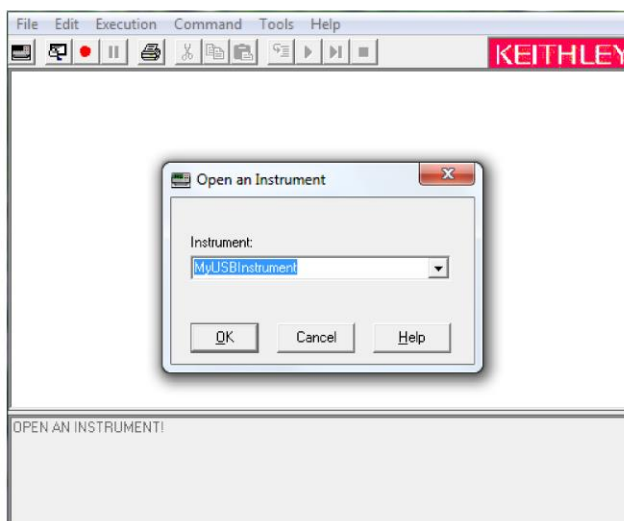 File Edit Execution Command Tools Help
KEITHLEY
Open an Instrument
Instrument:
MyUSBInstrument
OK Cancel Help
OPEN AN INSTRUMENT!